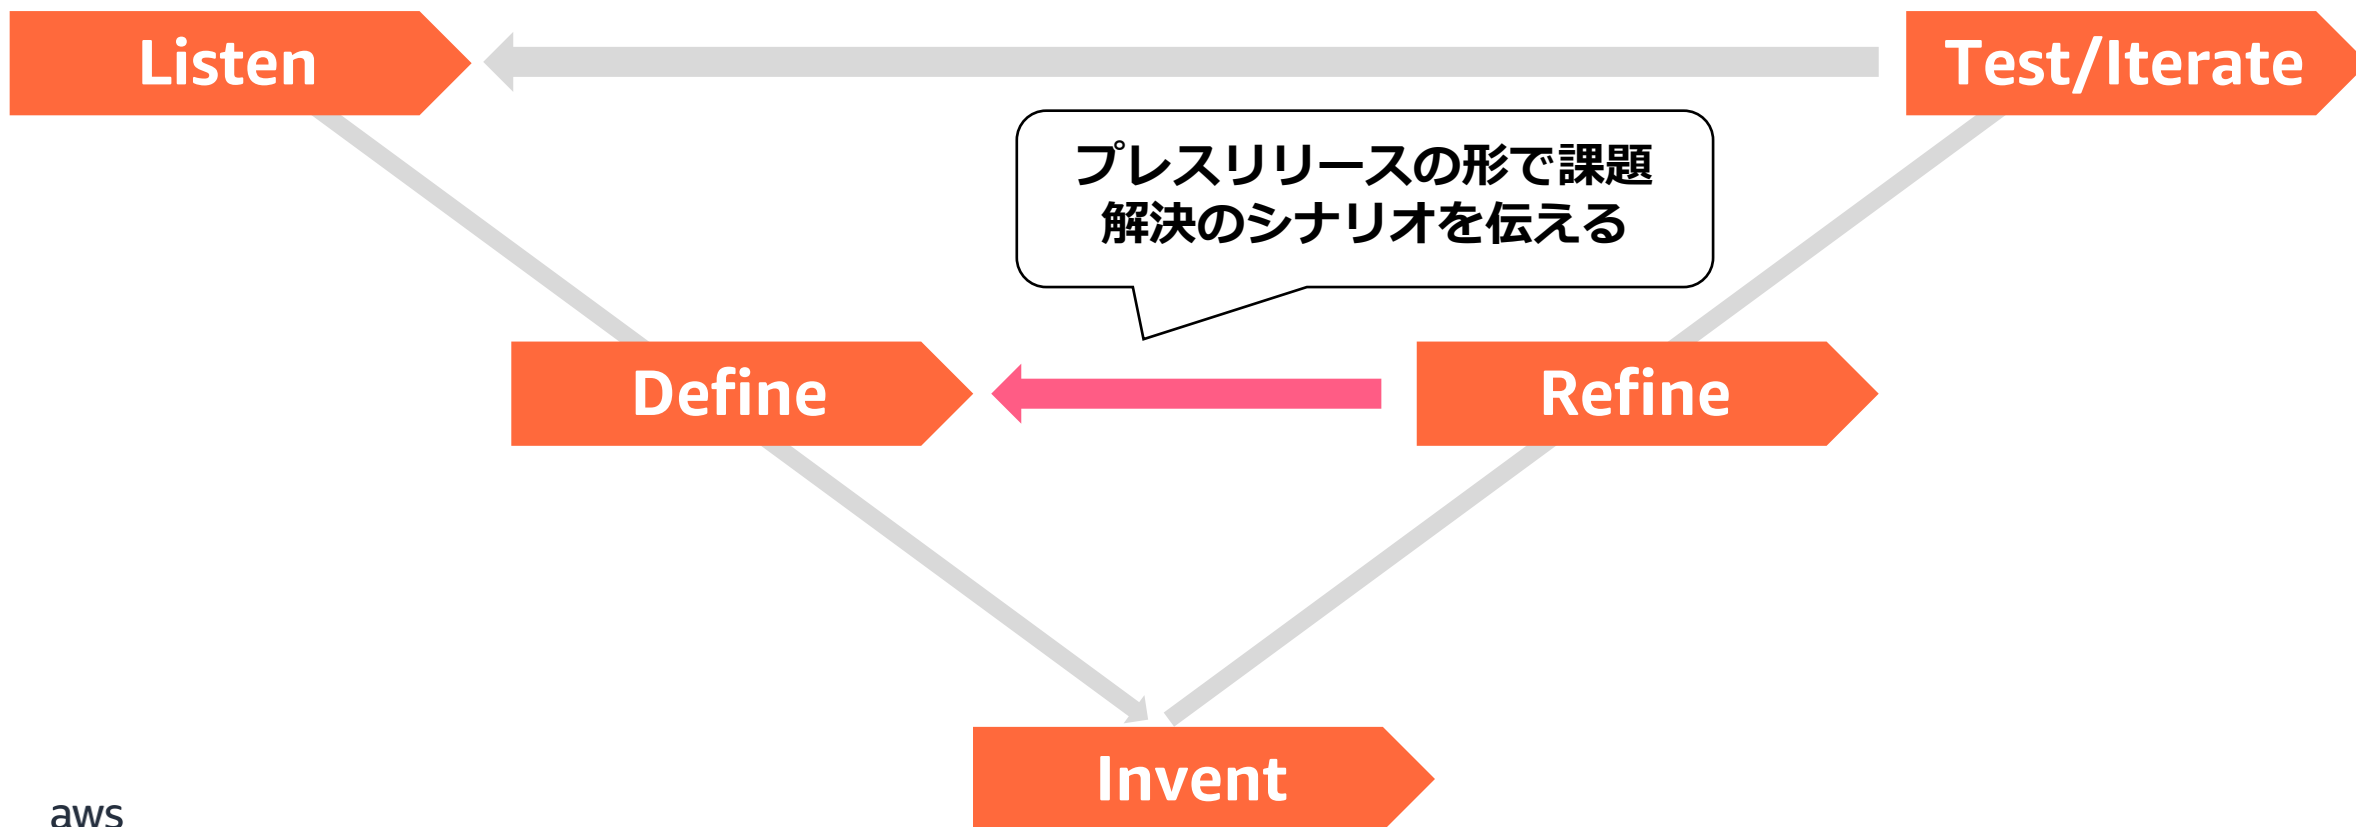 Listen
Test/Iterate
プレスリリースの形で課題
解決のシナリオを伝える
Define
Refine
Invent
aws